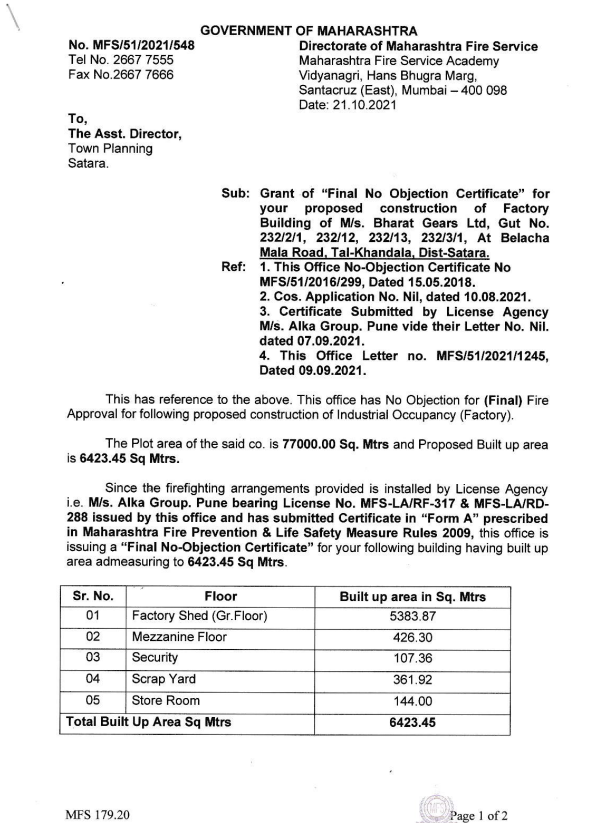 GOVERNMENT OF MAHARASHTRA
No. MFS/51/2021/548
Tel No. 2667 7555
Fax No.2667 7666
Directorate of Maharashtra Fire Service
Maharashtra Fire Service Academy
Vidyanagri, Hans Bhugra Marg,
Santacruz (East), Mumbai – 400 098
Date: 21.10.2021
To,
The Asst. Director,
Town Planning
Satara.
Sub: Grant of “Final No Objection Certificate” for
your proposed construction of Factory
Building of M/s. Bharat Gears Ltd, Gut No.
232/2/1, 232/12, 232/13, 232/3/1, At Belacha
Mala Road, Tal-Khandala, Dist-Satara.
Ref: 1. This Office No-Objection Certificate No
MFS/51/2016/299, Dated 15.05.2018.
2. Cos. Application No. Nil, dated 10.08.2021.
3. Certificate Submitted by License Agency
M/s. Alka Group. Pune vide their Letter No. Nil.
dated 07.09.2021.
4. This Office Letter no. MFS/51/2021/1245,
Dated 09.09.2021.
This has reference to the above. This office has No Objection for (Final) Fire
Approval for following proposed construction of Industrial Occupancy (Factory).
The Plot area of the said co. is 77000.00 Sq. Mtrs and Proposed Built up area
is 6423.45 Sq Mtrs.
Since the firefighting arrangements provided is installed by License Agency
i.e. M/s. Alka Group. Pune bearing License No. MFS-LA/RF-317 & MFS-LA/RD-
288 issued by this office and has submitted Certificate in “Form A” prescribed
in Maharashtra Fire Prevention & Life Safety Measure Rules 2009, this office is
issuing a “Final No-Objection Certificate” for your following building having built up
area admeasuring to 6423.45 Sq Mtrs.
Sr. No. Floor Built up area in Sq. Mtrs
01 Factory Shed (Gr.Floor) 5383.87
02 Mezzanine Floor 426.30
03 Security 107.36
04 Scrap Yard 361.92
05 Store Room 144.00
Total Built Up Area Sq Mtrs 6423.45
MFS 179.20
Page 1 of 2